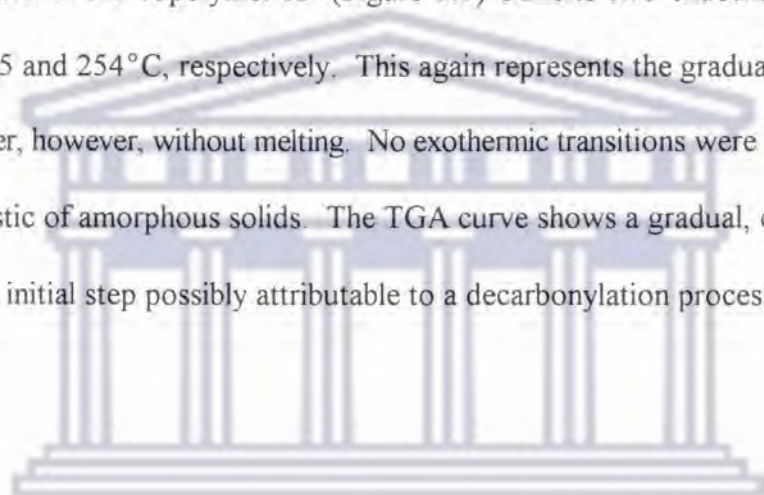 5 and 254°C, respectively. This again represents the gradua
er, however, without melting. No exothermic transitions were
stic of amorphous solids. The TGA curve shows a gradual,
initial step possibly attributable to a decarbonylation proces